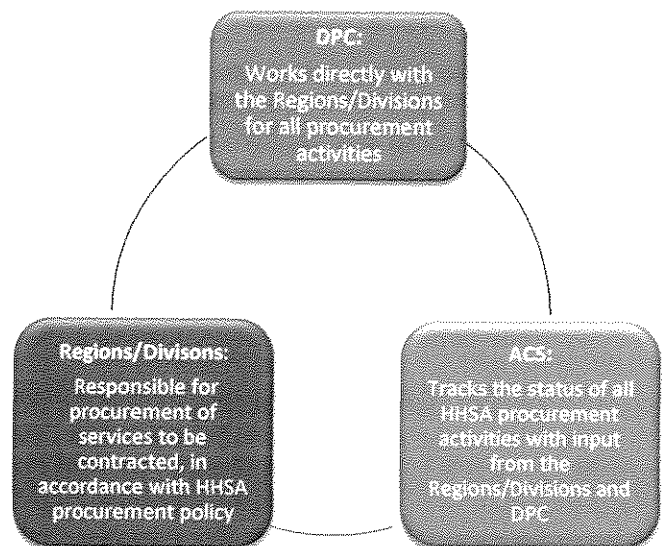 DPC:
Works directly with
the Regions/Divisions
for all procurement
activities
Regions/Divisons:
Responsible for
procurement of
services to be
contracted, in
accordance with HHSA
procurement policy
ACS:
Tracks the status of all
HHSA procurement
activities with input
from the
Regions/Divisions and
DPC